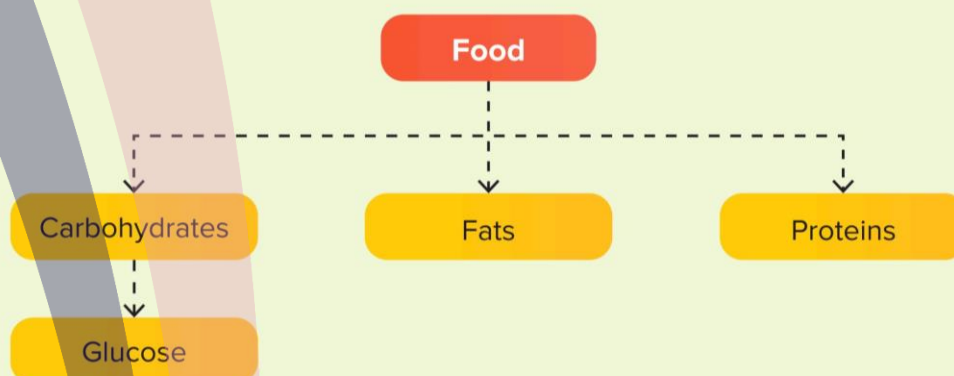 Food
Carbohydrates
Fats
Proteins
Glucose